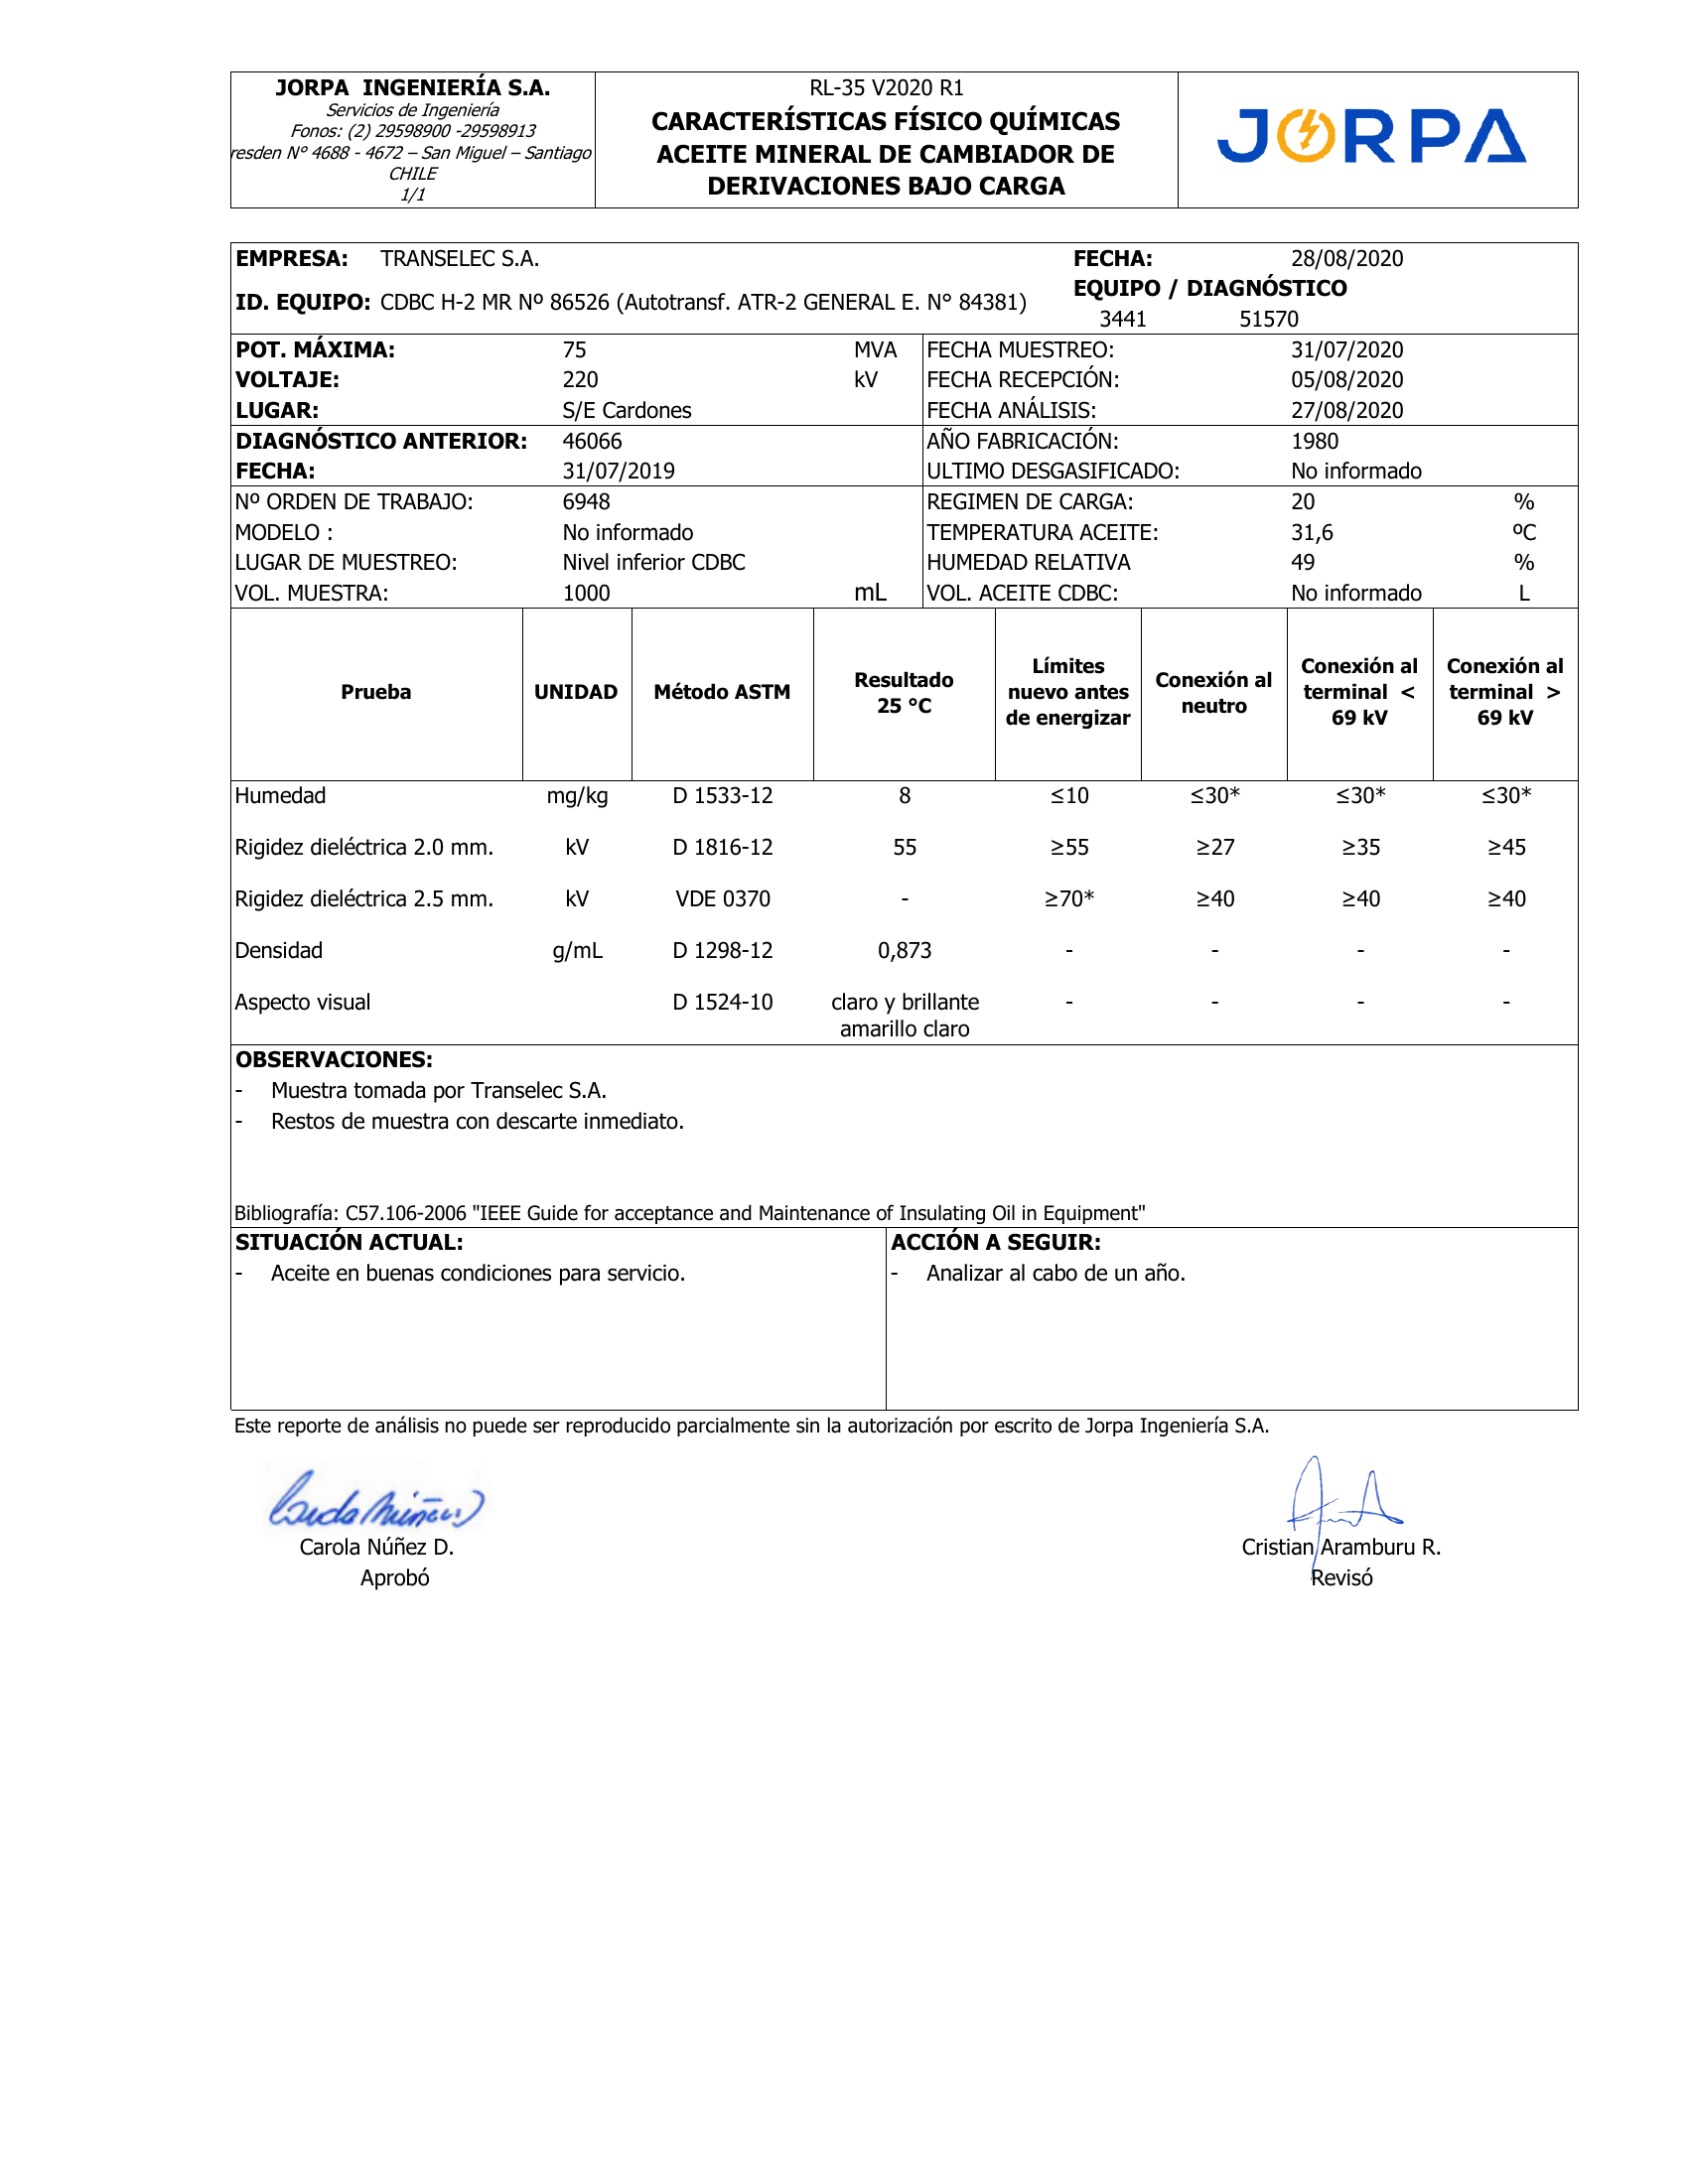 JORPA INGENIERÍA S.A.
Servicios de Ingeniería
Fonos: (2) 29598900 -29598913
resden N° 4688 - 4672 – San Miguel – Santiago
CHILE
1/1
RL-35 V2020 R1
CARACTERÍSTICAS FÍSICO QUÍMICAS
ACEITE MINERAL DE CAMBIADOR DE
DERIVACIONES BAJO CARGA
JORPA
EMPRESA: TRANSELEC S.A. FECHA: 28/08/2020
ID. EQUIPO: CDBC H-2 MR Nº 86526 (Autotransf. ATR-2 GENERAL E. N° 84381) EQUIPO / DIAGNÓSTICO
3441 51570
POT. MÁXIMA: 75 MVA FECHA MUESTREO: 31/07/2020
VOLTAJE: 220 kV FECHA RECEPCIÓN: 05/08/2020
LUGAR: S/E Cardones FECHA ANÁLISIS: 27/08/2020
DIAGNÓSTICO ANTERIOR: 46066 AÑO FABRICACIÓN: 1980
FECHA: 31/07/2019 ULTIMO DESGASIFICADO: No informado
Nº ORDEN DE TRABAJO: 6948 REGIMEN DE CARGA: 20 %
MODELO : No informado TEMPERATURA ACEITE: 31,6 ºC
LUGAR DE MUESTREO: Nivel inferior CDBC HUMEDAD RELATIVA 49 %
VOL. MUESTRA: 1000 mL VOL. ACEITE CDBC: No informado L
Prueba UNIDAD Método ASTM Resultado 25 °C Límites nuevo antes de energizar Conexión al neutro Conexión al terminal < 69 kV Conexión al terminal > 69 kV
Humedad mg/kg D 1533-12 8 ≤10 ≤30* ≤30* ≤30*
Rigidez dieléctrica 2.0 mm. kV D 1816-12 55 ≥55 ≥27 ≥35 ≥45
Rigidez dieléctrica 2.5 mm. kV VDE 0370 - ≥70* ≥40 ≥40 ≥40
Densidad g/mL D 1298-12 0,873 - - - -
Aspecto visual D 1524-10 claro y brillante - - - -
amarillo claro
OBSERVACIONES:
- Muestra tomada por Transelec S.A.
- Restos de muestra con descarte inmediato.
Bibliografía: C57.106-2006 "IEEE Guide for acceptance and Maintenance of Insulating Oil in Equipment"
SITUACIÓN ACTUAL: ACCIÓN A SEGUIR:
- Aceite en buenas condiciones para servicio. - Analizar al cabo de un año.
Este reporte de análisis no puede ser reproducido parcialmente sin la autorización por escrito de Jorpa Ingeniería S.A.
Carola Núñez D. Cristian Aramburu R.
Aprobó Revisó